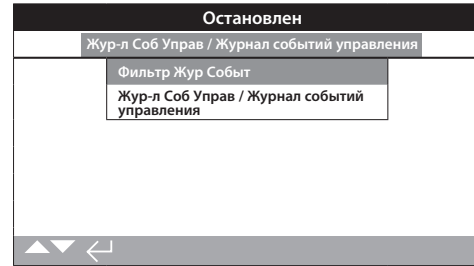 Остановлен
Жур-л Соб Управ / Журнал событий управления
Фильтр Жур Событ
Жур-л Соб Управ / Журнал событий
управления